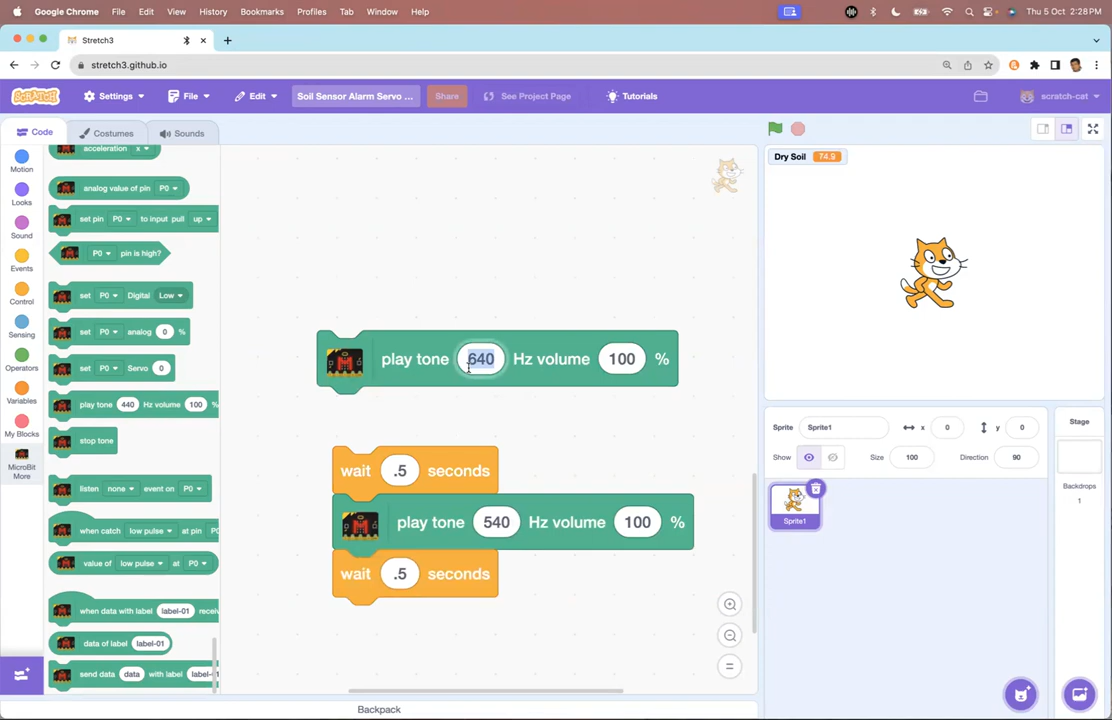 Google Chrome File Edit View History Bookmarks Profiles Tab Window Help Thu 5 Oct 2:28PM
Stretch3
stretch3.github.io
SCRATCH Settings File Edit Soil Sensor Alarm Servo ... Share See Project Page Tutorials scratch-cat
Code Costumes Sounds
Motion
Looks
Sound
Events
Control
Sensing
Operators
Variables
My Blocks
MicroBit More
acceleration x
analog value of pin P0
set pin P0 to input pull up
P0 pin is high?
set P0 Digital Low
set P0 analog 0 %
set P0 Servo 0
play tone 440 Hz volume 100 %
stop tone
listen none event on P0
when catch low pulse at pin P0
value of low pulse at P0
when data with label label-01 receiv
data of label label-01
send data data with label label-
play tone 640 Hz volume 100 %
wait .5 seconds
play tone 540 Hz volume 100 %
wait .5 seconds
Dry Soil 74.9
Sprite Sprite1 x 0 y 0
Show Size 100 Direction 90
Sprite1
Stage
Backdrops
1
Backpack